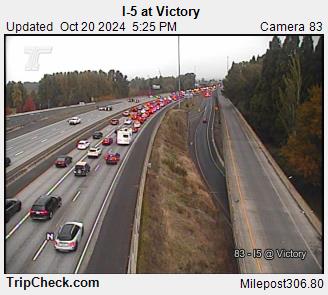 I-5 at Victory
Updated Oct 20 2024 5:25 PM Camera 83
Tr
N
83 - I5 @ Victory
TripCheck.com Milepost306.80